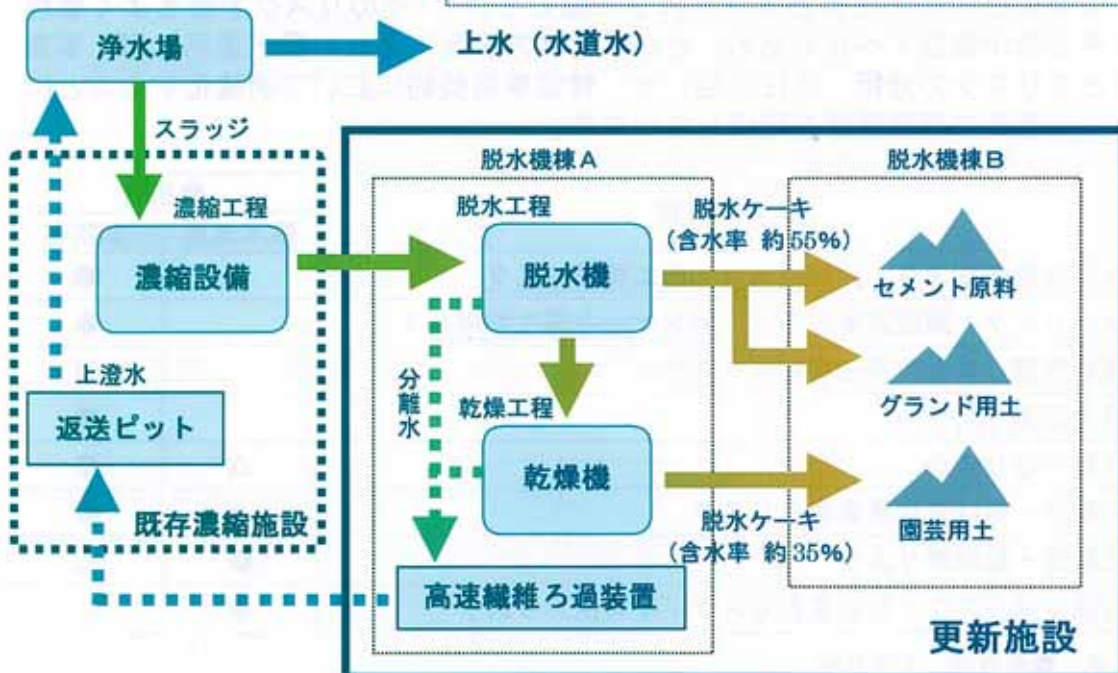 浄水場
上水（水道水）
スラッジ
脱水機棟A
脱水機棟B
濃縮工程
脱水工程
脱水ケーキ
（含水率 約55%）
濃縮設備
脱水機
セメント原料
上澄水
分離水
乾燥工程
グランド用土
返送ピット
乾燥機
既存濃縮施設
脱水ケーキ
（含水率 約35%）
園芸用土
高速繊維ろ過装置
更新施設